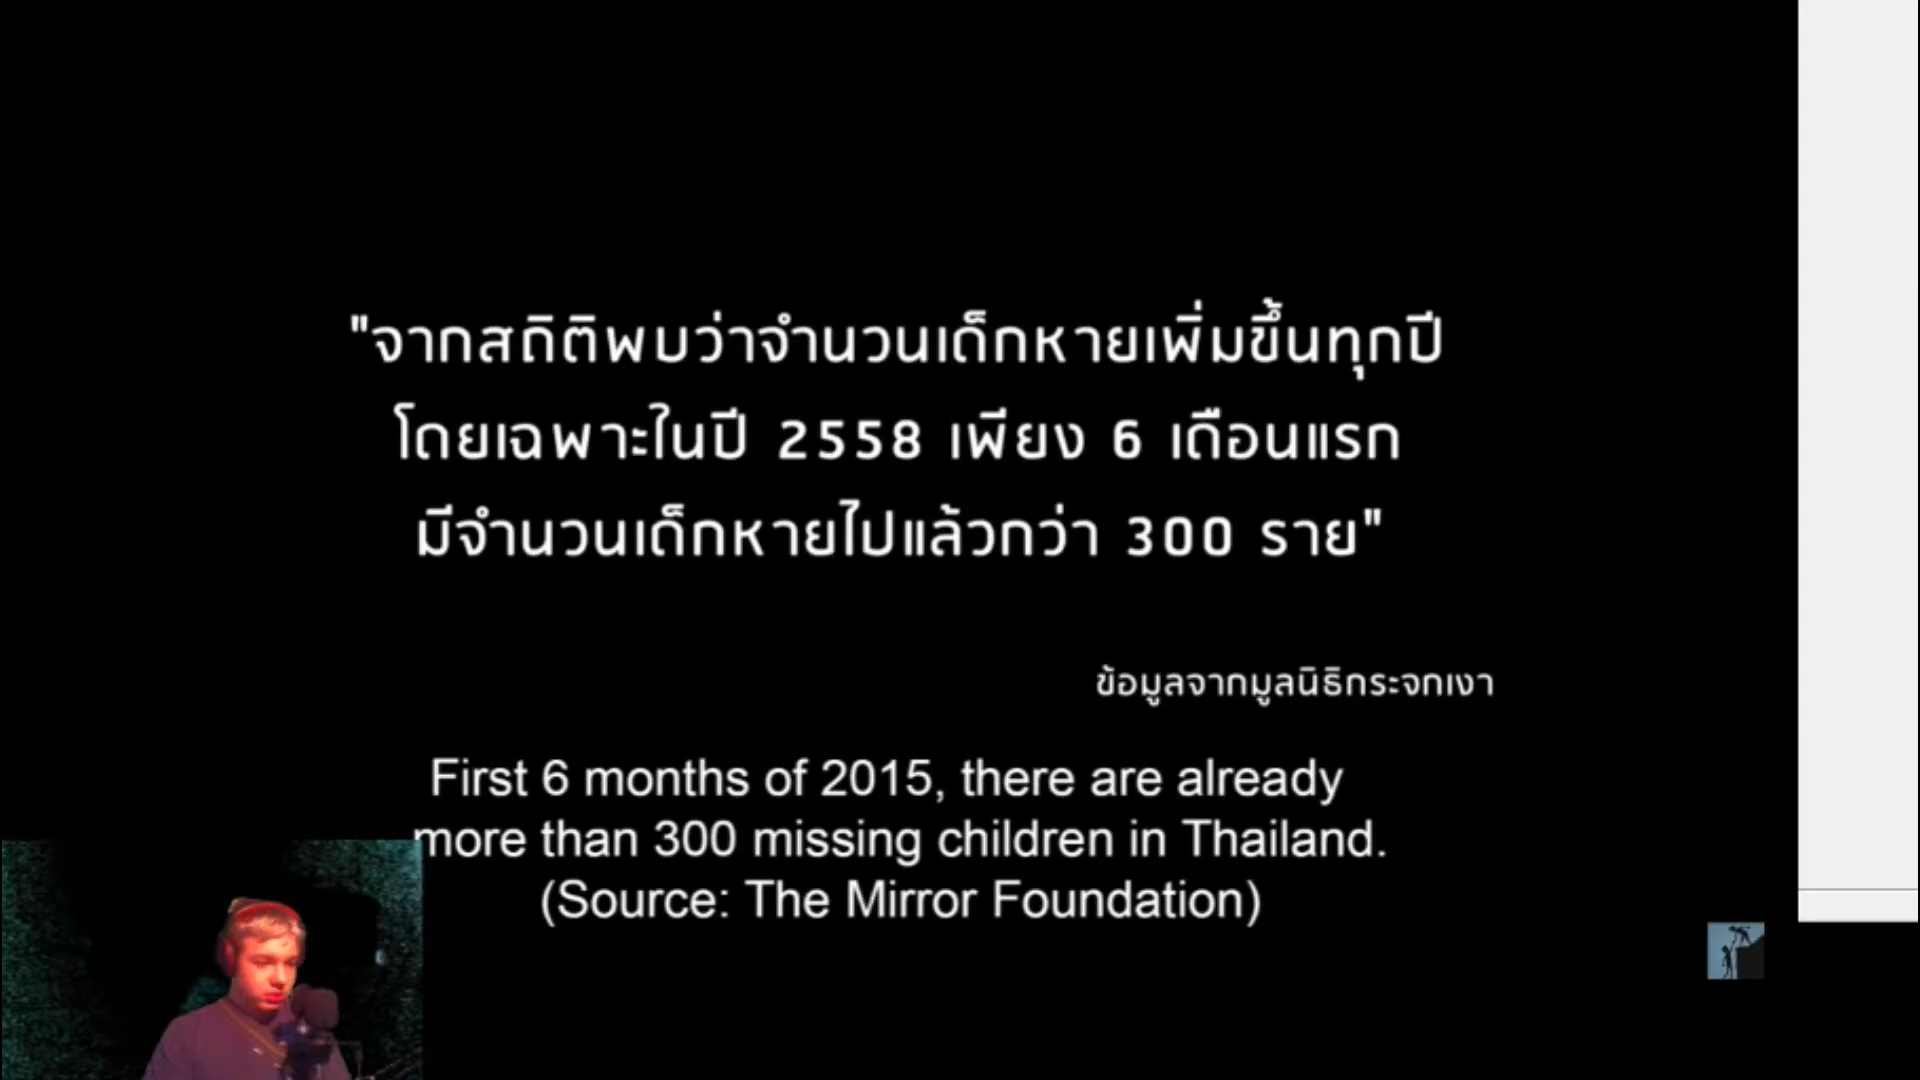 "จากสถิติพบว่าจำนวนเด็กหายเพิ่มขึ้นทุกปี
โดยเฉพาะในปี 2558 เพียง 6 เดือนแรก
มีจำนวนเด็กหายไปแล้วกว่า 300 ราย"
ข้อมูลจากมูลนิธิกระจกเงา
First 6 months of 2015, there are already
more than 300 missing children in Thailand.
(Source: The Mirror Foundation)